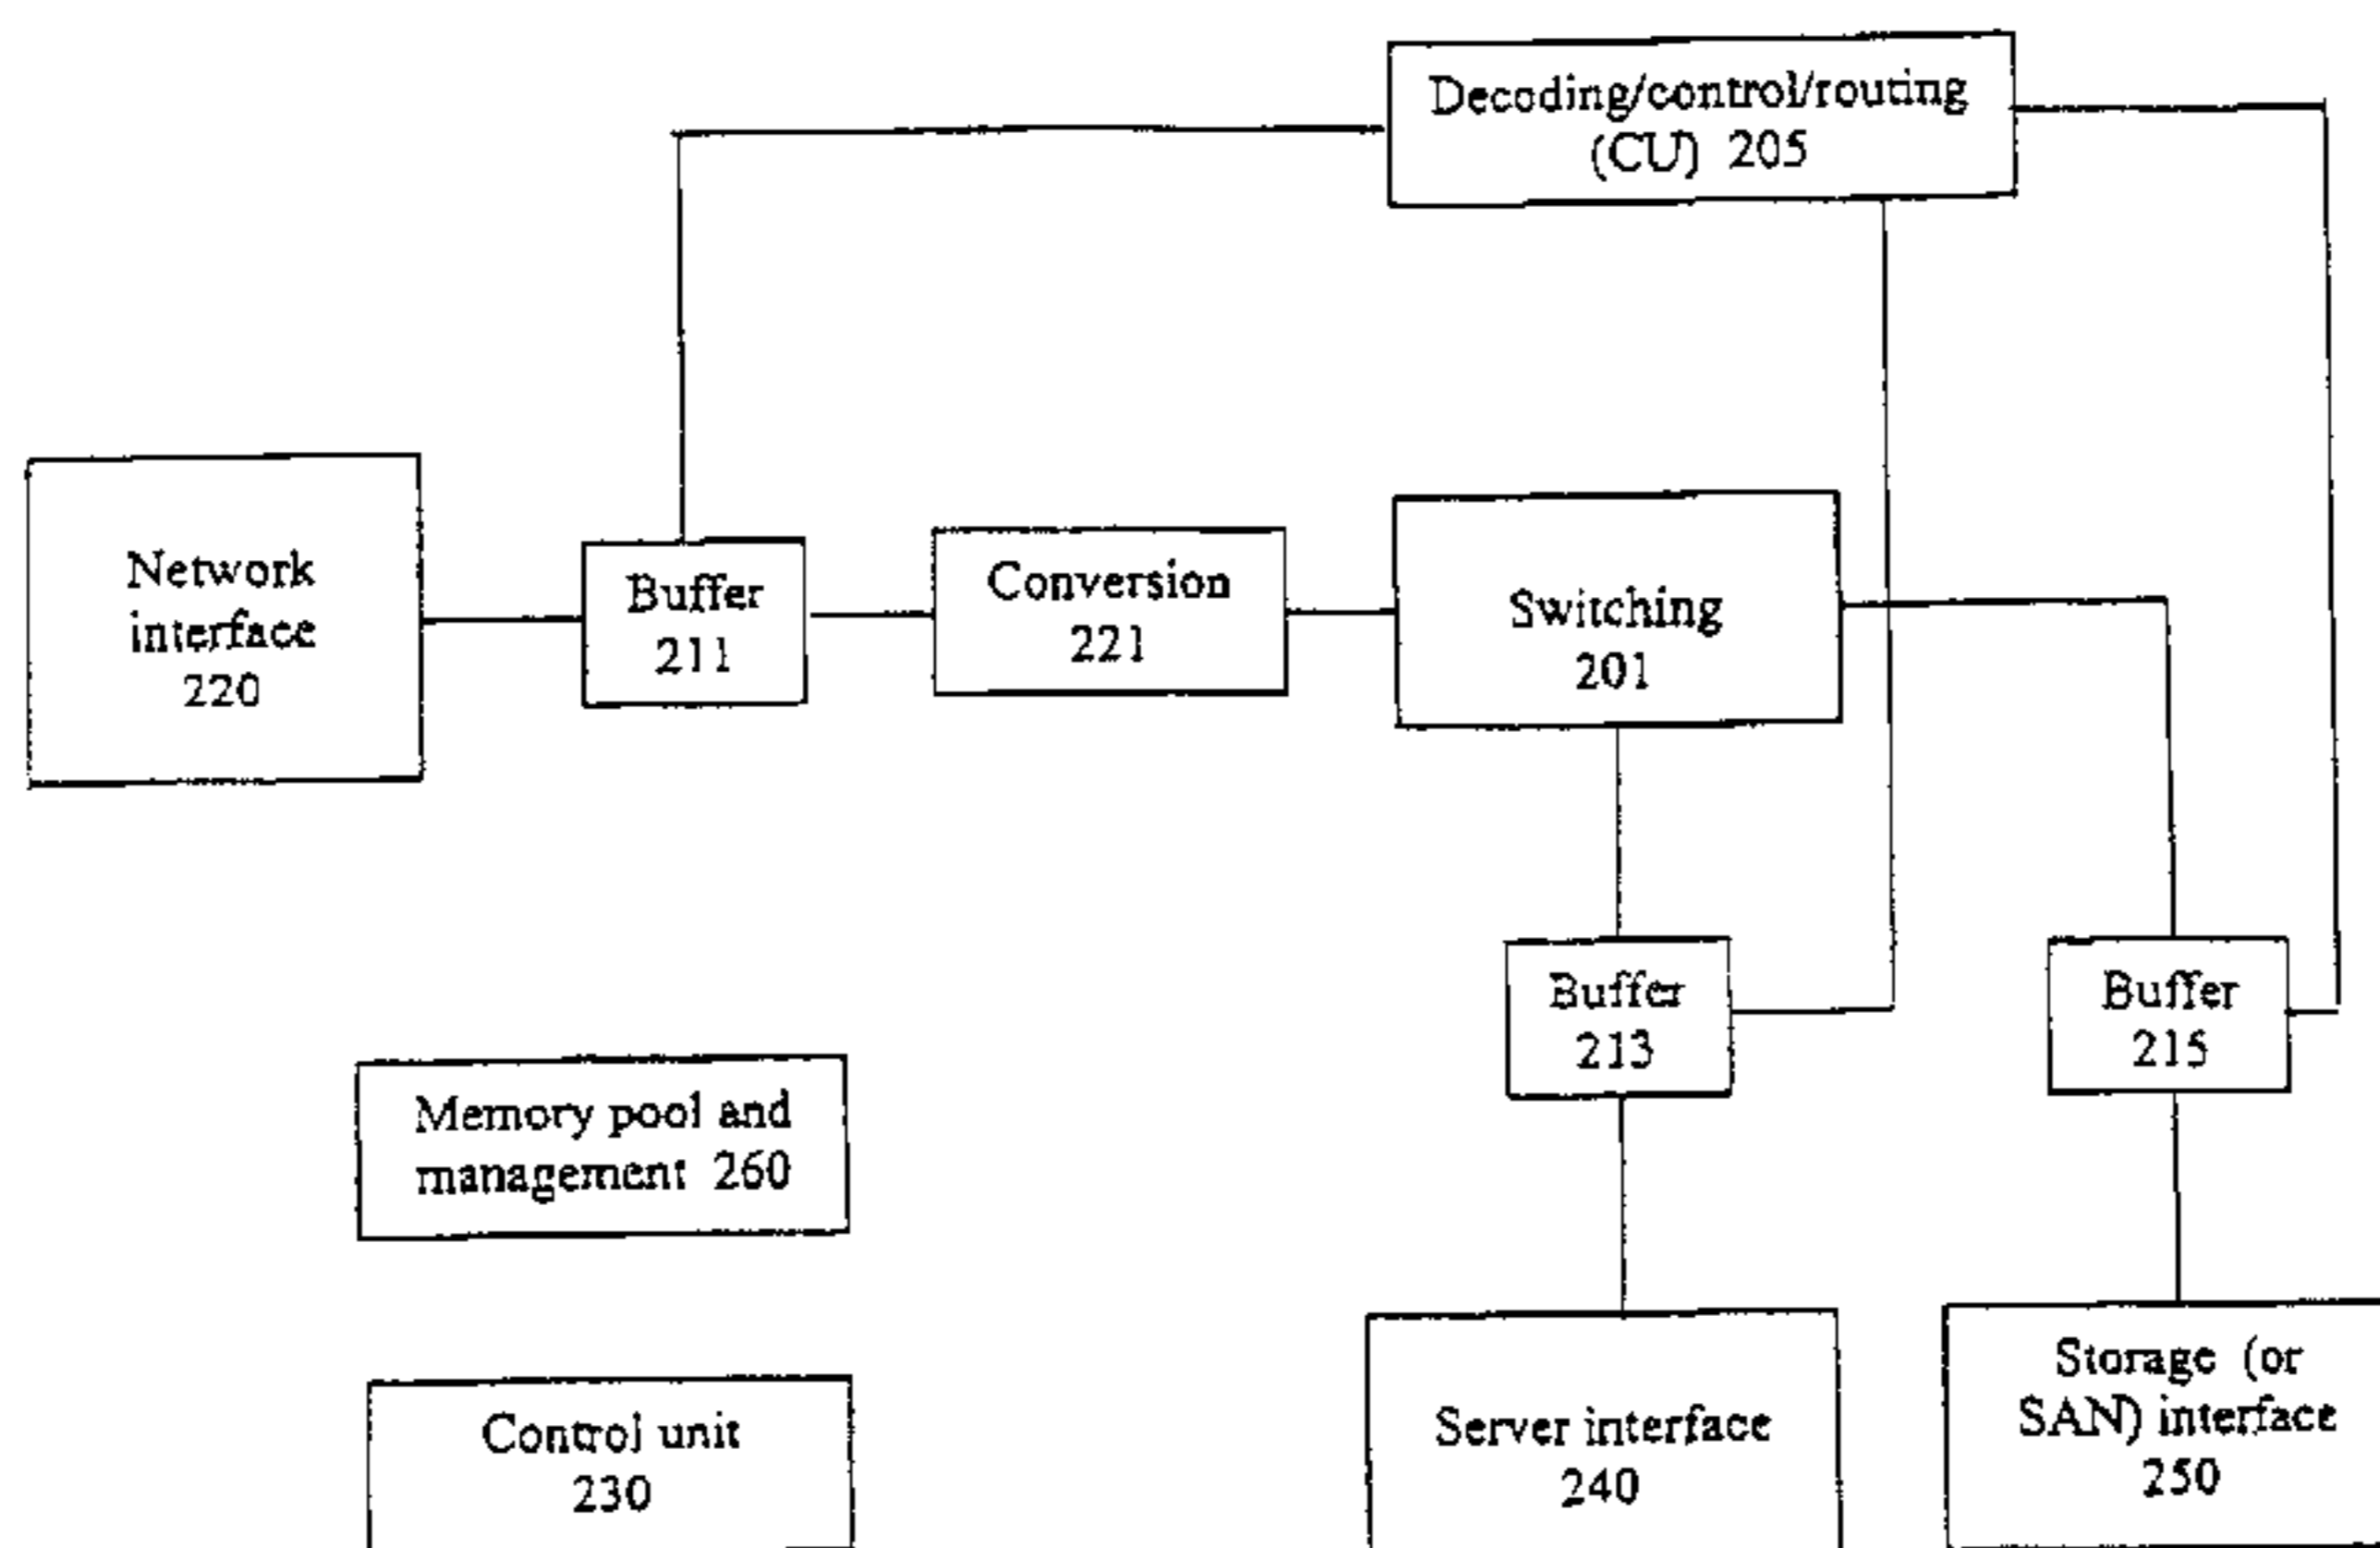 Decoding/control/routing
(CU) 205
Network
interface
220
Buffer
211
Conversion
221
Switching
201
Buffer
213
Buffer
215
Memory pool and
management 260
Control unit
230
Server interface
240
Storage (or
SAN) interface
250